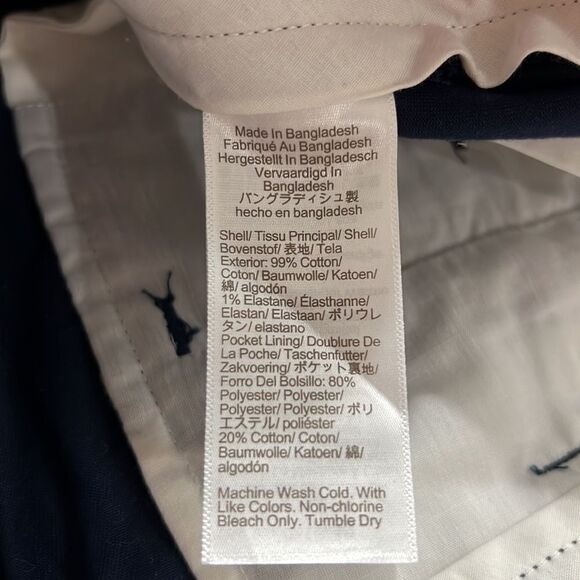 Made In Bangladesh
Fabriqué Au Bangladesh
Hergestellt In Bangladesch
Vervaardigd In
Bangladesh
バングラディシュ製
hecho en bangladesh
Shell/ Tissu Principal/ Shell/
Bovenstof/ 表地/ Tela
Exterior: 99% Cotton/
Coton/ Baumwolle/ Katoen/
綿/ algodón
1% Elastane/ Élasthanne/
Elastan/ Elastaan/ ポリウレ
タン/ elastano
Pocket Lining/ Doublure De
La Poche/ Taschenfutter/
Zakvoering/ ポケット裏地/
Forro Del Bolsillo: 80%
Polyester/ Polyester/
Polyester/ Polyester/ ポリ
エステル/ poliéster
20% Cotton/ Coton/
Baumwolle/ Katoen/ 綿/
algodón
Machine Wash Cold. With
Like Colors. Non-chlorine
Bleach Only. Tumble Dry